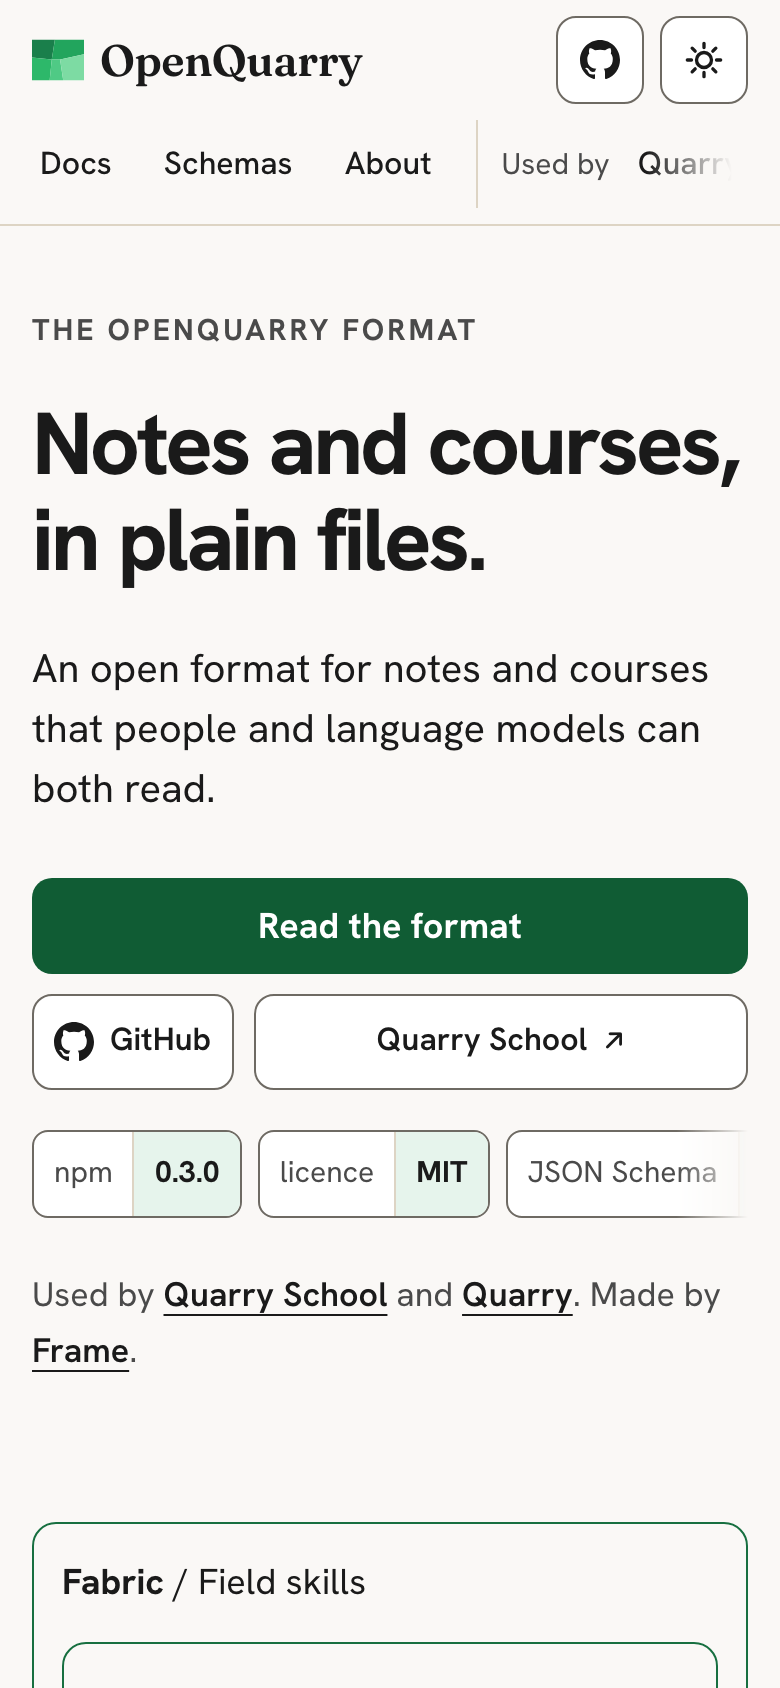 OpenQuarry
Docs Schemas About Used by Quarry
THE OPENQUARRY FORMAT
Notes and courses,
in plain files.
An open format for notes and courses
that people and language models can
both read.
Read the format
GitHub Quarry School ↗
npm 0.3.0 licence MIT JSON Schema
Used by Quarry School and Quarry. Made by
Frame.
Fabric / Field skills